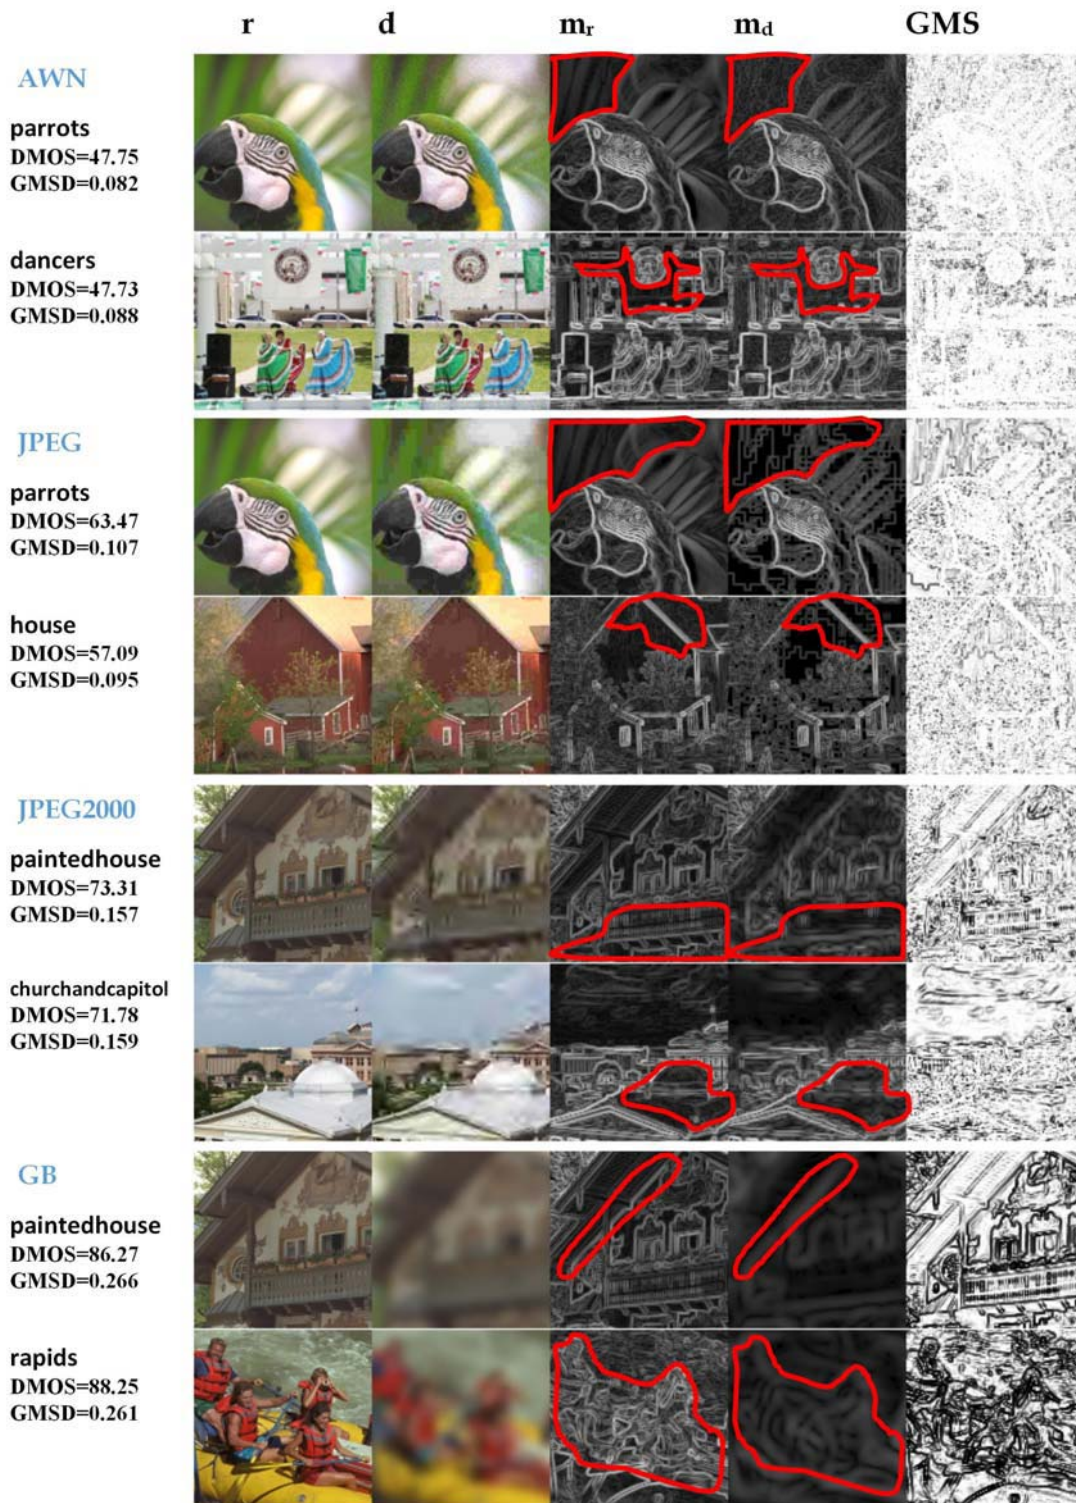 r d mr md GMS
AWN
parrots
DMOS=47.75
GMSD=0.082
dancers
DMOS=47.73
GMSD=0.088
JPEG
parrots
DMOS=63.47
GMSD=0.107
house
DMOS=57.09
GMSD=0.095
JPEG2000
paintedhouse
DMOS=73.31
GMSD=0.157
churchandcapitol
DMOS=71.78
GMSD=0.159
GB
paintedhouse
DMOS=86.27
GMSD=0.266
rapids
DMOS=88.25
GMSD=0.261